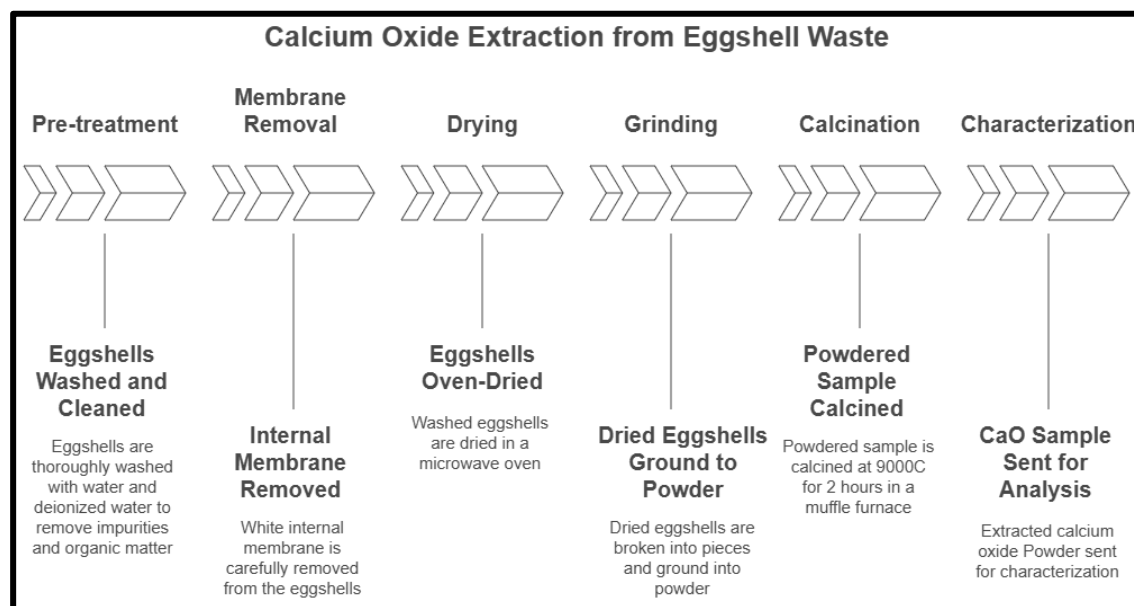 Calcium Oxide Extraction from Eggshell Waste
Pre-treatment
Membrane
Removal
Drying
Grinding
Calcination
Characterization
Eggshells
Washed and
Cleaned
Eggshells are
thoroughly washed
with water and
deionized water to
remove impurities
and organic matter
Internal
Membrane
Removed
White internal
membrane is
carefully removed
from the eggshells
Eggshells
Oven-Dried
Washed eggshells
are dried in a
microwave oven
Dried Eggshells
Ground to
Powder
Dried eggshells are
broken into pieces
and ground into
powder
Powdered
Sample
Calcined
Powdered sample is
calcined at 9000C
for 2 hours in a
muffle furnace
CaO Sample
Sent for
Analysis
Extracted calcium
oxide Powder sent
for characterization